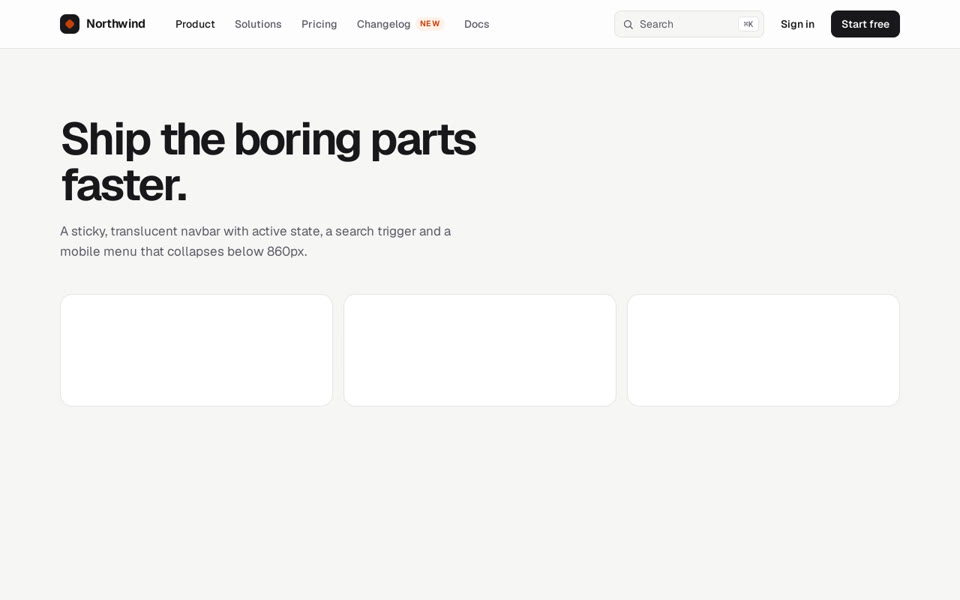 Northwind
Product
Solutions
Pricing
Changelog NEW
Docs
Search ⌘K
Sign in
Start free
Ship the boring parts
faster.
A sticky, translucent navbar with active state, a search trigger and a
mobile menu that collapses below 860px.